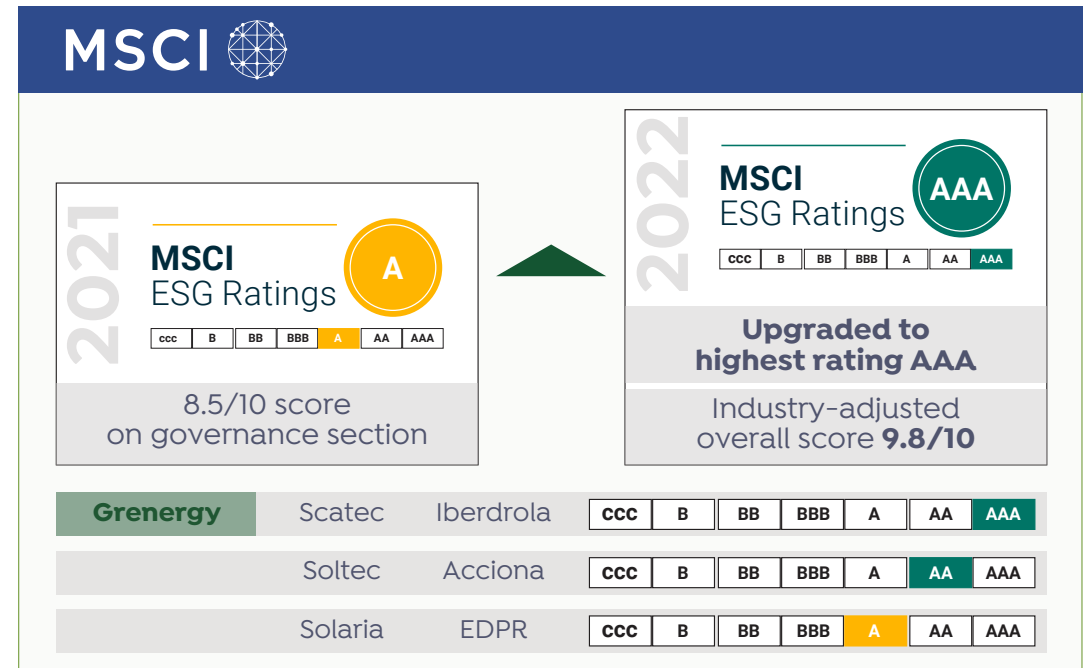 MSCI
2021
MSCI
ESG Ratings
A
ccc B BB BBB A AA AAA
8.5/10 score
on governance section
2022
MSCI
ESG Ratings
AAA
CCC B BB BBB A AA AAA
Upgraded to
highest rating AAA
Industry-adjusted
overall score 9.8/10
Grenergy Scatec Iberdrola CCC B BB BBB A AA AAA
Soltec Acciona CCC B BB BBB A AA AAA
Solaria EDPR CCC B BB BBB A AA AAA